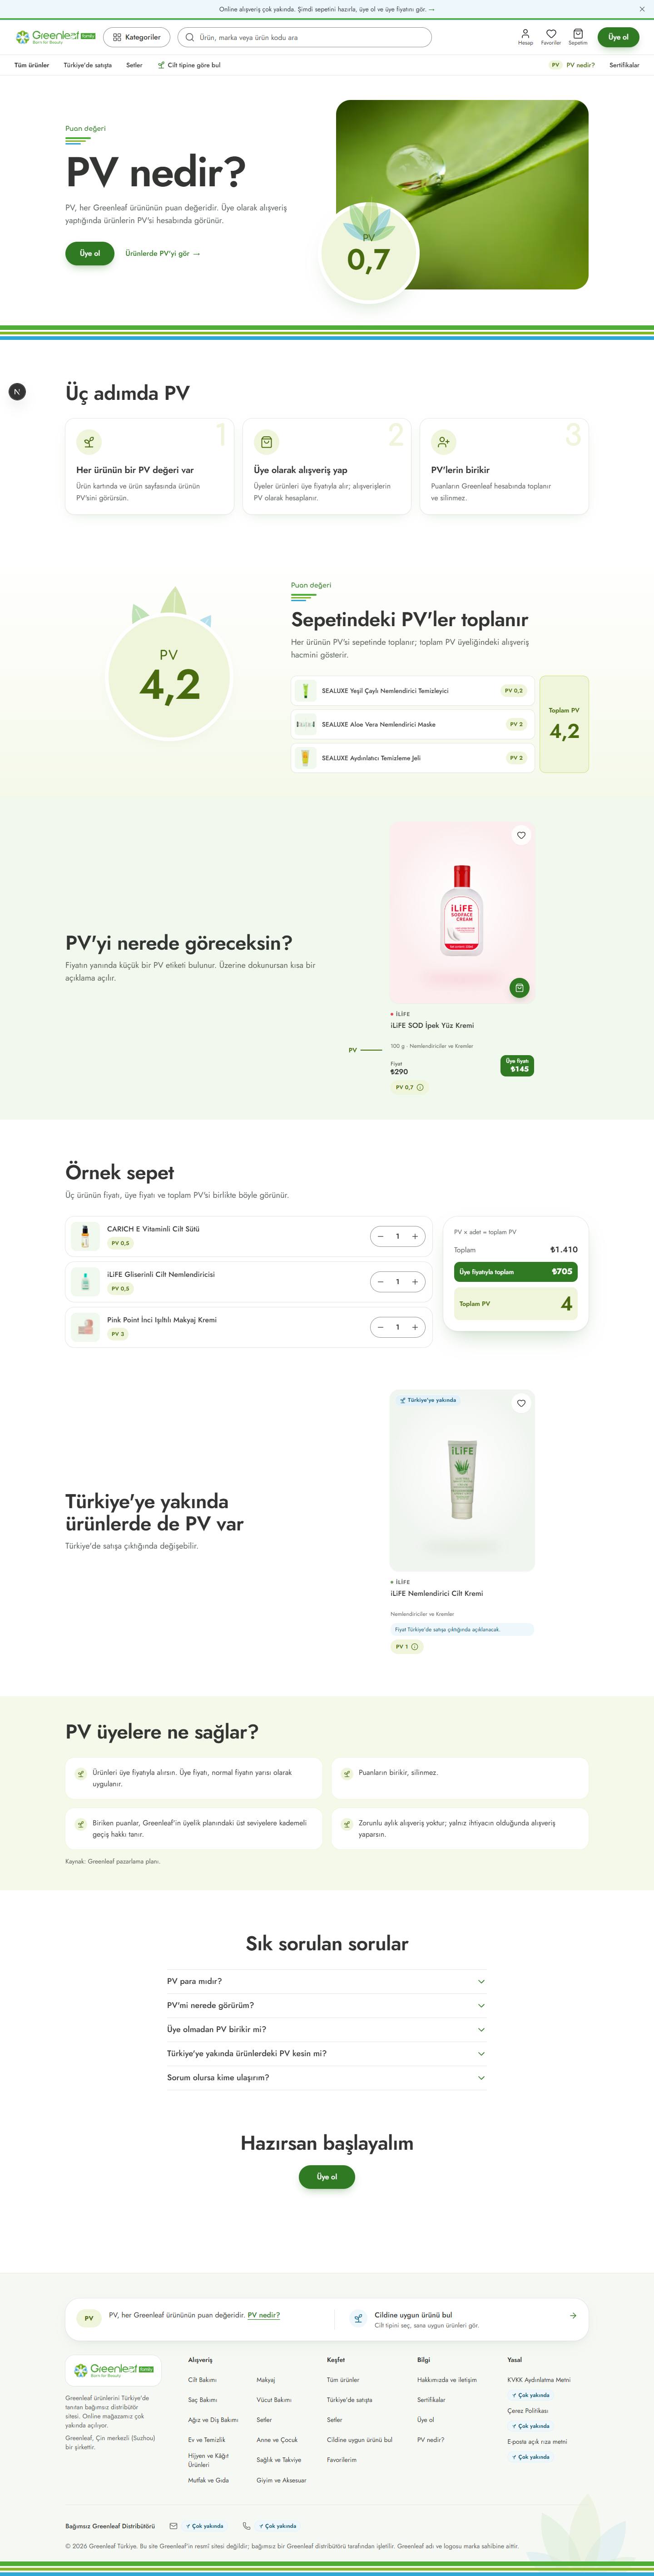 Online alışveriş çok yakında. Şimdi sepetini hazırla, üye ol ve üye fiyatını gör. →
Greenleaf
Born for Beauty
Kategoriler
Ürün, marka veya ürün kodu ara
Hesap
Favoriler
Sepetim
Üye ol
Tüm ürünler
Türkiye'de satışta
Setler
Cilt tipine göre bul
PV
PV nedir?
Sertifikalar
Puan değeri
PV nedir?
PV, her Greenleaf ürününün puan değeridir. Üye olarak alışveriş
yaptığında ürünlerin PV'si hesabında görünür.
Üye ol
Ürünlerde PV'yi gör →
PV
0,7
N
Üç adımda PV
1
Her ürünün bir PV değeri var
Ürün kartında ve ürün sayfasında ürünün
PV'sini görürsün.
2
Üye olarak alışveriş yap
Üyeler ürünleri üye fiyatıyla alır; alışverişlerin
PV olarak hesaplanır.
3
PV'lerin birikir
Puanların Greenleaf hesabında toplanır
ve silinmez.
PV
4,2
Puan değeri
Sepetindeki PV'ler toplanır
Her ürünün PV'si sepetinde toplanır; toplam PV üyeliğindeki alışveriş
hacmini gösterir.
SEALUXE Yeşil Çaylı Nemlendirici Temizleyici
PV 0,2
SEALUXE Aloe Vera Nemlendirici Maske
PV 2
SEALUXE Aydınlatıcı Temizleme Jeli
PV 2
Toplam PV
4,2
PV'yi nerede göreceksin?
Fiyatın yanında küçük bir PV etiketi bulunur. Üzerine dokunursan kısa bir
açıklama açılır.
iLiFE
SODFACE
CREAM
İLİFE
iLiFE SOD İpek Yüz Kremi
100 g · Nemlendiriciler ve Kremler
Fiyat
₺290
Üye fiyatı
₺145
PV
PV 0,7
Örnek sepet
Üç ürünün fiyatı, üye fiyatı ve toplam PV'si birlikte böyle görünür.
CARICH E Vitaminli Cilt Sütü
PV 0,5
1
iLiFE Gliserinli Cilt Nemlendiricisi
PV 0,5
1
Pink Point İnci Işıltılı Makyaj Kremi
PV 3
1
PV × adet = toplam PV
Toplam
₺1.410
Üye fiyatıyla toplam
₺705
Toplam PV
4
Türkiye'ye yakında
ürünlerde de PV var
Türkiye'de satışa çıktığında değişebilir.
Türkiye'ye yakında
iLiFE
İLİFE
iLiFE Nemlendirici Cilt Kremi
Nemlendiriciler ve Kremler
Fiyat Türkiye'de satışa çıktığında açıklanacak.
PV 1
PV üyelere ne sağlar?
Ürünleri üye fiyatıyla alırsın. Üye fiyatı, normal fiyatın yarısı olarak
uygulanır.
Puanların birikir, silinmez.
Biriken puanlar, Greenleaf'in üyelik planındaki üst seviyelere kademeli
geçiş hakkı tanır.
Zorunlu aylık alışveriş yoktur; yalnız ihtiyacın olduğunda alışveriş
yaparsın.
Kaynak: Greenleaf pazarlama planı.
Sık sorulan sorular
PV para mıdır?
PV'mi nerede görürüm?
Üye olmadan PV birikir mi?
Türkiye'ye yakında ürünlerdeki PV kesin mi?
Sorum olursa kime ulaşırım?
Hazırsan başlayalım
Üye ol
PV
PV, her Greenleaf ürününün puan değeridir. PV nedir?
Cildine uygun ürünü bul
Cilt tipini seç, sana uygun ürünleri gör.
Greenleaf
Born for Beauty
Greenleaf ürünlerini Türkiye'de
tanıtan bağımsız distribütör
sitesi. Online mağazamız çok
yakında açılıyor.
Greenleaf, Çin merkezli (Suzhou)
bir şirkettir.
Alışveriş
Cilt Bakımı
Makyaj
Saç Bakımı
Vücut Bakımı
Ağız ve Diş Bakımı
Setler
Ev ve Temizlik
Anne ve Çocuk
Hijyen ve Kâğıt
Ürünleri
Sağlık ve Takviye
Mutfak ve Gıda
Giyim ve Aksesuar
Keşfet
Tüm ürünler
Türkiye'de satışta
Setler
Cildine uygun ürünü bul
Favorilerim
Bilgi
Hakkımızda ve iletişim
Sertifikalar
Üye ol
PV nedir?
Yasal
KVKK Aydınlatma Metni
Çok yakında
Çerez Politikası
Çok yakında
E-posta açık rıza metni
Çok yakında
Bağımsız Greenleaf Distribütörü
Çok yakında
Çok yakında
© 2026 Greenleaf Türkiye. Bu site Greenleaf'in resmî sitesi değildir; bağımsız bir Greenleaf distribütörü tarafından işletilir. Greenleaf adı ve logosu marka sahibine aittir.